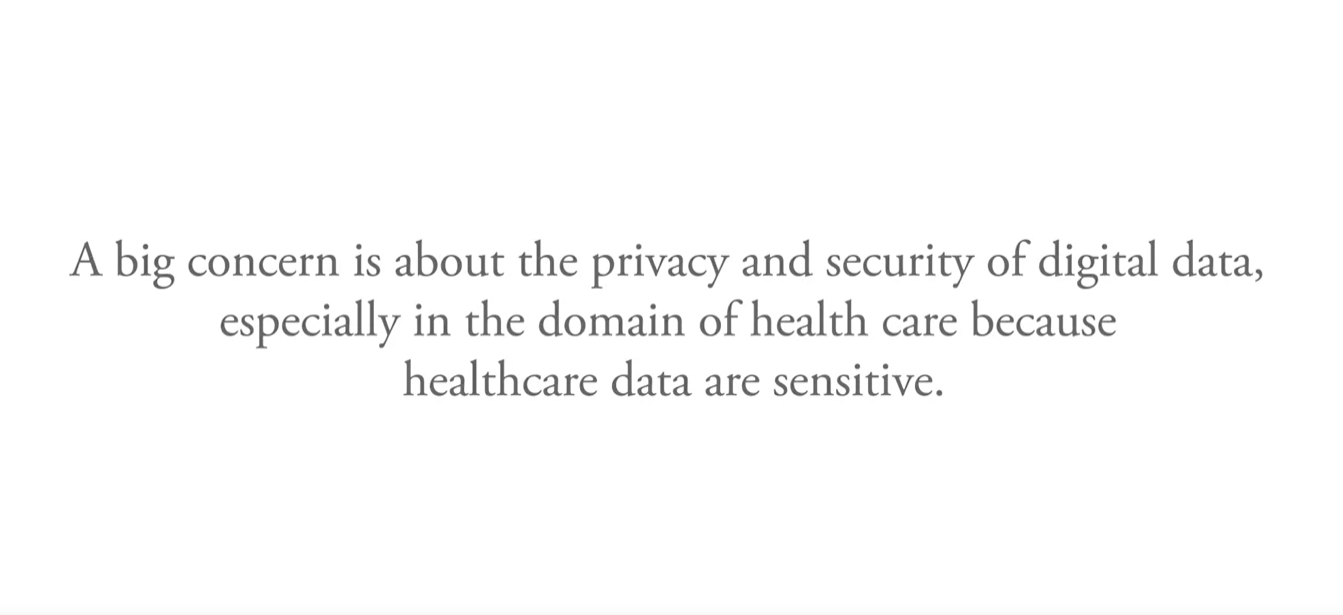 A big concern is about the privacy and security of digital data,
especially in the domain of health care because
healthcare data are sensitive.